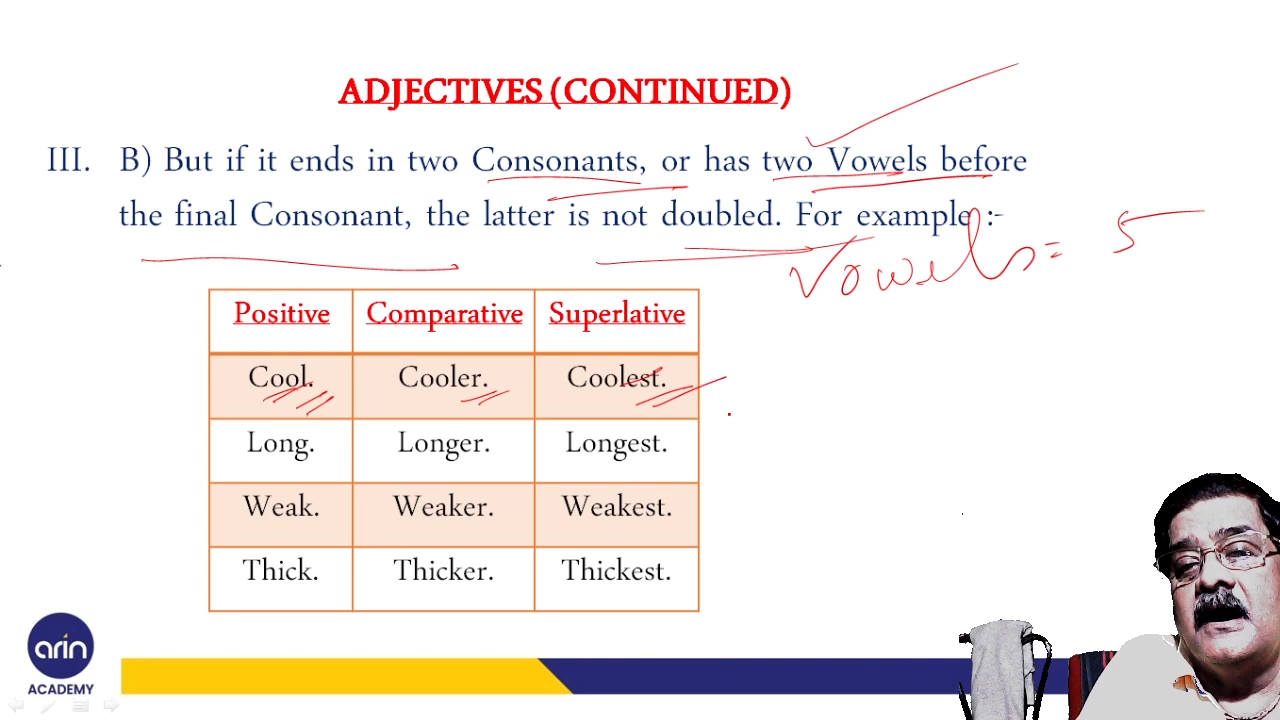 ADJECTIVES (CONTINUED)
III. B) But if it ends in two Consonants, or has two Vowels before
the final Consonant, the latter is not doubled. For example :-
Vowels = 5
Positive Comparative Superlative
Cool. Cooler. Coolest.
Long. Longer. Longest.
Weak. Weaker. Weakest.
Thick. Thicker. Thickest.
arin
ACADEMY